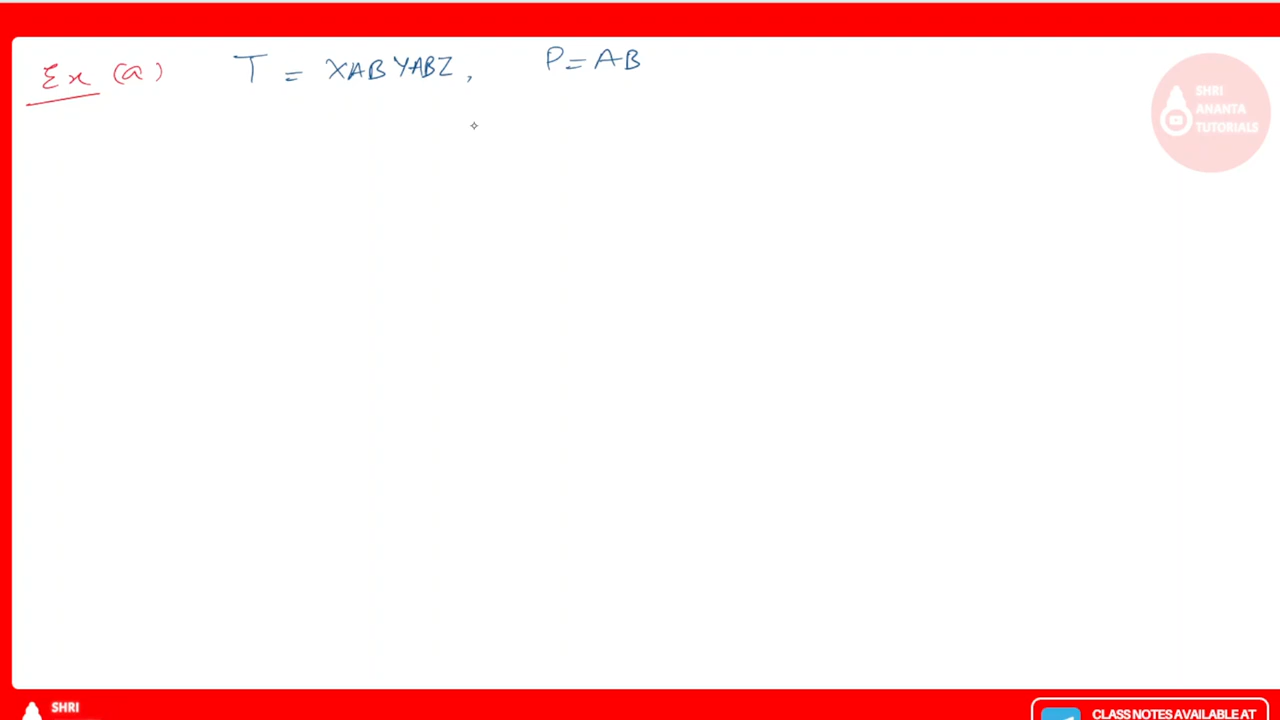 Ex (a) T = XABYABZ, P=AB
SHRI
ANANTA
TUTORIALS
SHRI
CLASS NOTES AVAILABLE AT